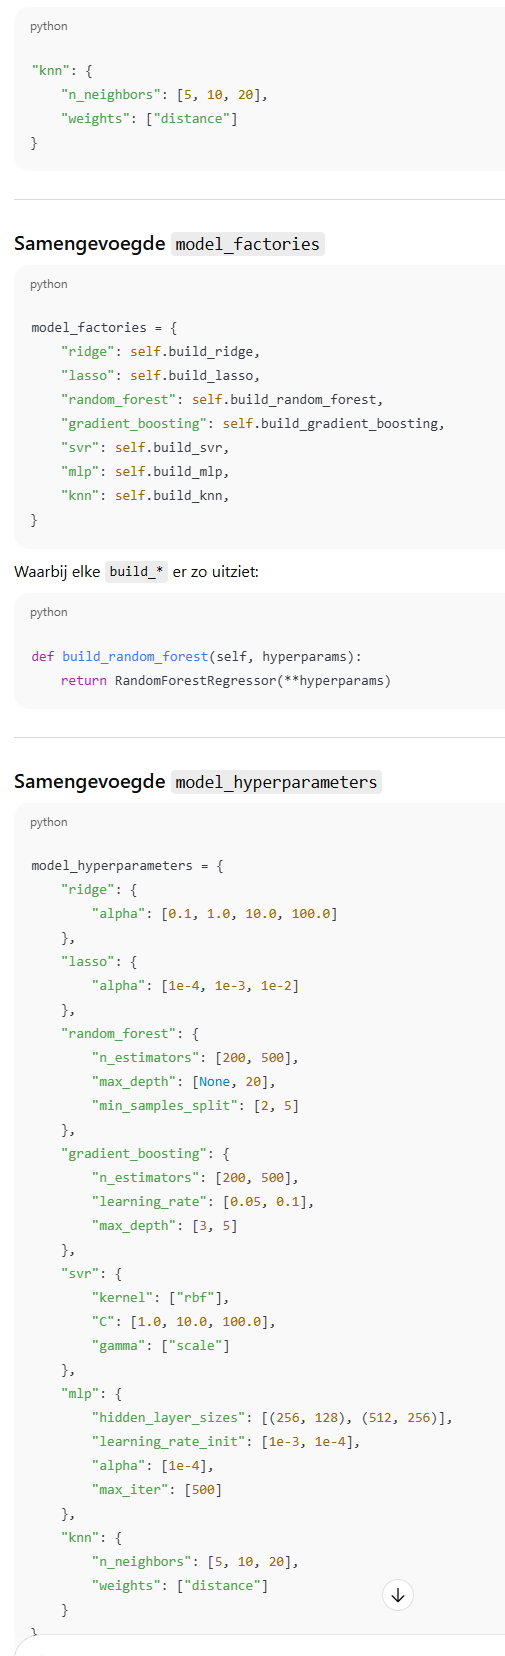 python
"knn": {
    "n_neighbors": [5, 10, 20],
    "weights": ["distance"]
}
Samengevoegde model_factories
python
model_factories = {
    "ridge": self.build_ridge,
    "lasso": self.build_lasso,
    "random_forest": self.build_random_forest,
    "gradient_boosting": self.build_gradient_boosting,
    "svr": self.build_svr,
    "mlp": self.build_mlp,
    "knn": self.build_knn,
}
Waarbij elke build_* er zo uitziet:
python
def build_random_forest(self, hyperparams):
    return RandomForestRegressor(**hyperparams)
Samengevoegde model_hyperparameters
python
model_hyperparameters = {
    "ridge": {
        "alpha": [0.1, 1.0, 10.0, 100.0]
    },
    "lasso": {
        "alpha": [1e-4, 1e-3, 1e-2]
    },
    "random_forest": {
        "n_estimators": [200, 500],
        "max_depth": [None, 20],
        "min_samples_split": [2, 5]
    },
    "gradient_boosting": {
        "n_estimators": [200, 500],
        "learning_rate": [0.05, 0.1],
        "max_depth": [3, 5]
    },
    "svr": {
        "kernel": ["rbf"],
        "C": [1.0, 10.0, 100.0],
        "gamma": ["scale"]
    },
    "mlp": {
        "hidden_layer_sizes": [(256, 128), (512, 256)],
        "learning_rate_init": [1e-3, 1e-4],
        "alpha": [1e-4],
        "max_iter": [500]
    },
    "knn": {
        "n_neighbors": [5, 10, 20],
        "weights": ["distance"]
    }
}